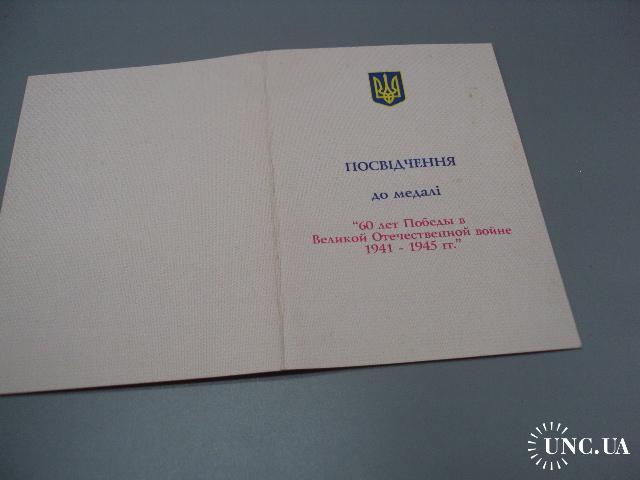 ПОСВІДЧЕННЯ
до медалі
"60 лет Победы в
Великой Отечественной войне
1941 - 1945 гг."
UNC.UA